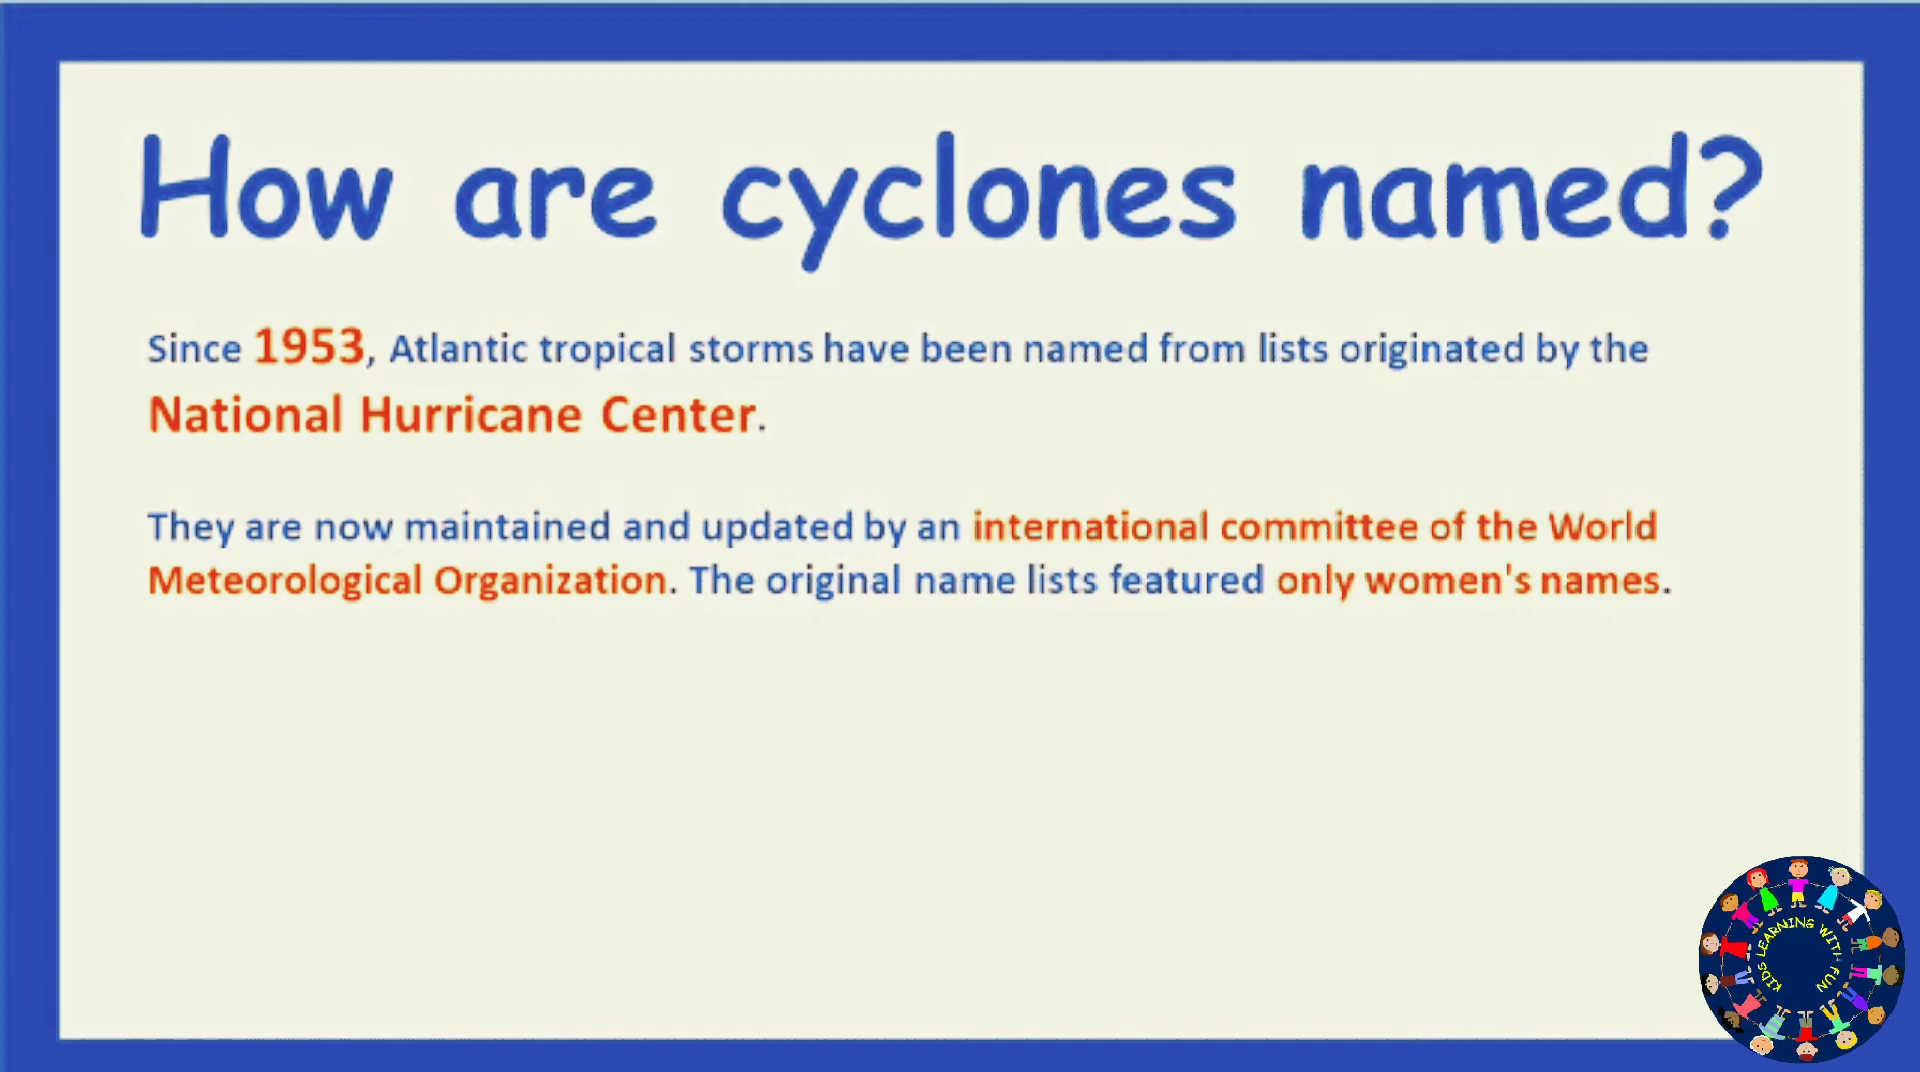 How are cyclones named?
Since 1953, Atlantic tropical storms have been named from lists originated by the
National Hurricane Center.
They are now maintained and updated by an international committee of the World
Meteorological Organization. The original name lists featured only women's names.
KIDS LEARNING WITH FUN